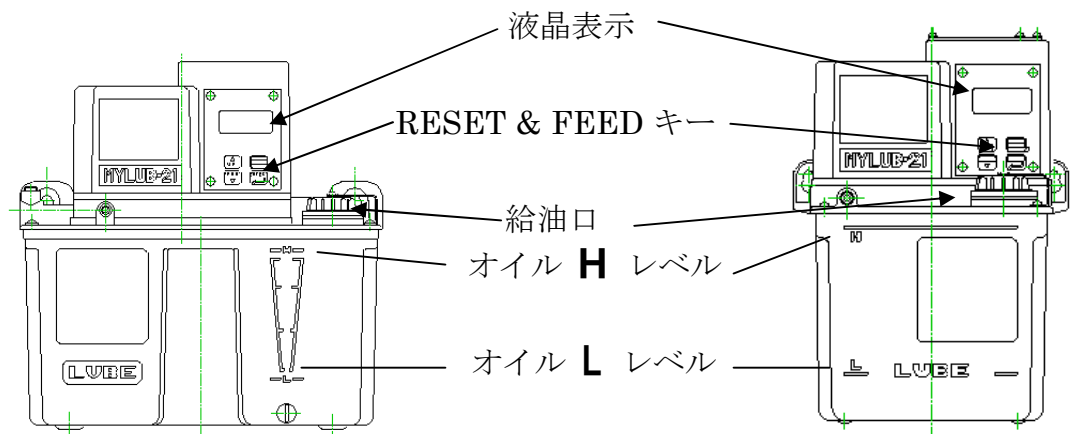 液晶表示
RESET & FEED キー
MYLUB-21
MYLUB-21
給油口
オイル H レベル
H
H
オイル L レベル
L
L
LUBE
LUBE